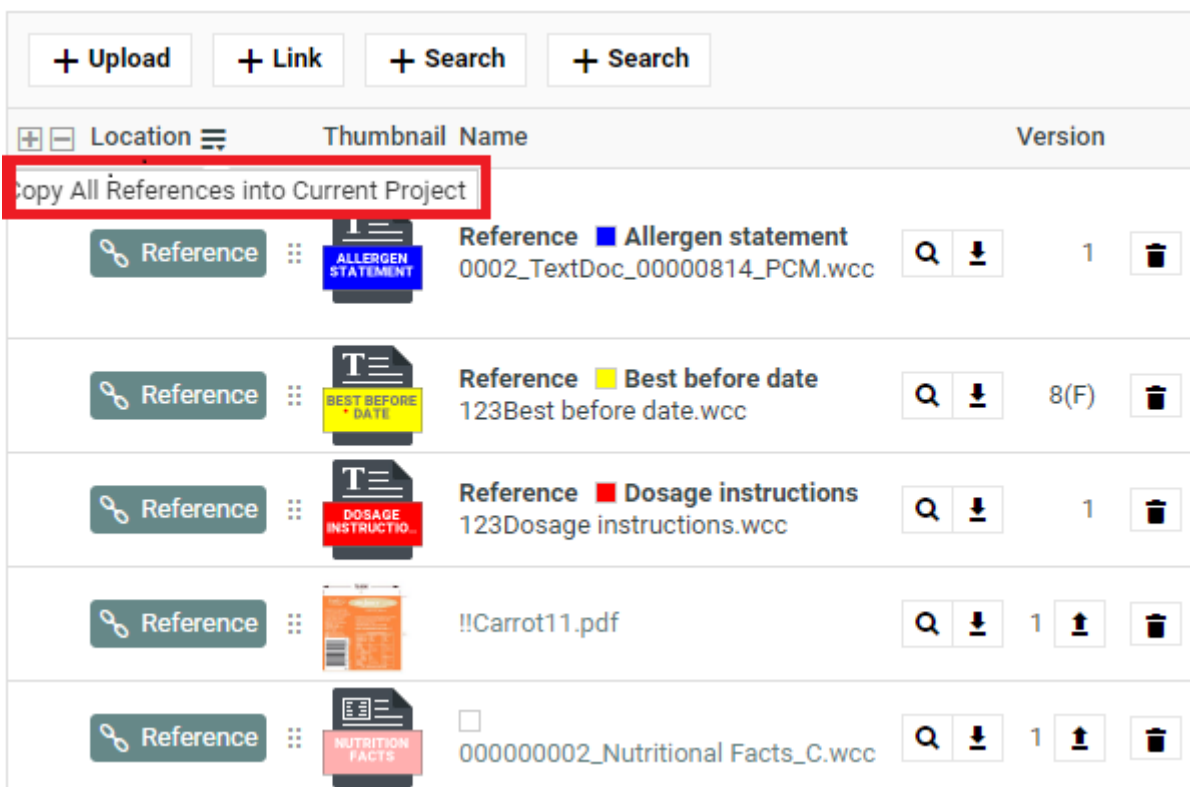 + Upload + Link + Search + Search
Location Thumbnail Name Version
Copy All References into Current Project
Reference
ALLERGEN
STATEMENT
Reference Allergen statement
0002_TextDoc_00000814_PCM.wcc
1
Reference
T
BEST BEFORE
* DATE
Reference Best before date
123Best before date.wcc
8(F)
Reference
T
DOSAGE
INSTRUCTIO...
Reference Dosage instructions
123Dosage instructions.wcc
1
Reference
!!Carrot11.pdf
1
Reference
NUTRITION
FACTS
000000002_Nutritional Facts_C.wcc
1